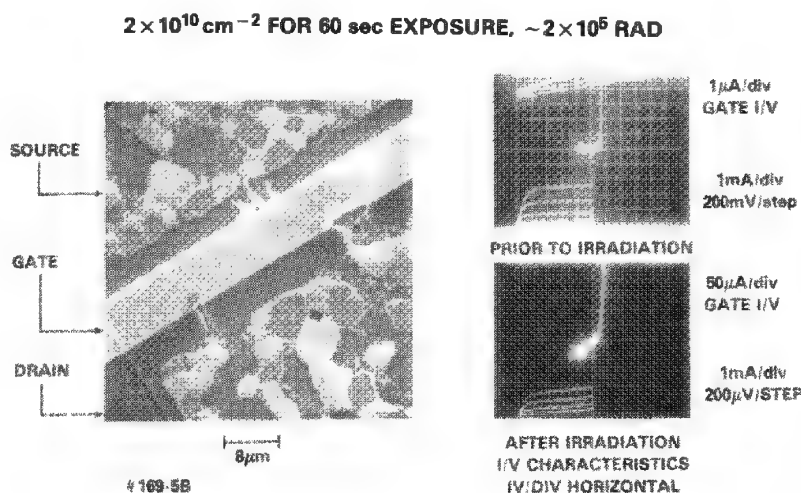 2 × 10¹⁰ cm⁻² FOR 60 sec EXPOSURE, ~2 × 10⁵ RAD
SOURCE
GATE
DRAIN
8μm
#169-5B
1μA/div
GATE I/V
1mA/div
200mV/step
PRIOR TO IRRADIATION
50μA/div
GATE I/V
1mA/div
200μV/STEP
AFTER IRRADIATION
I/V CHARACTERISTICS
IV/DIV HORIZONTAL